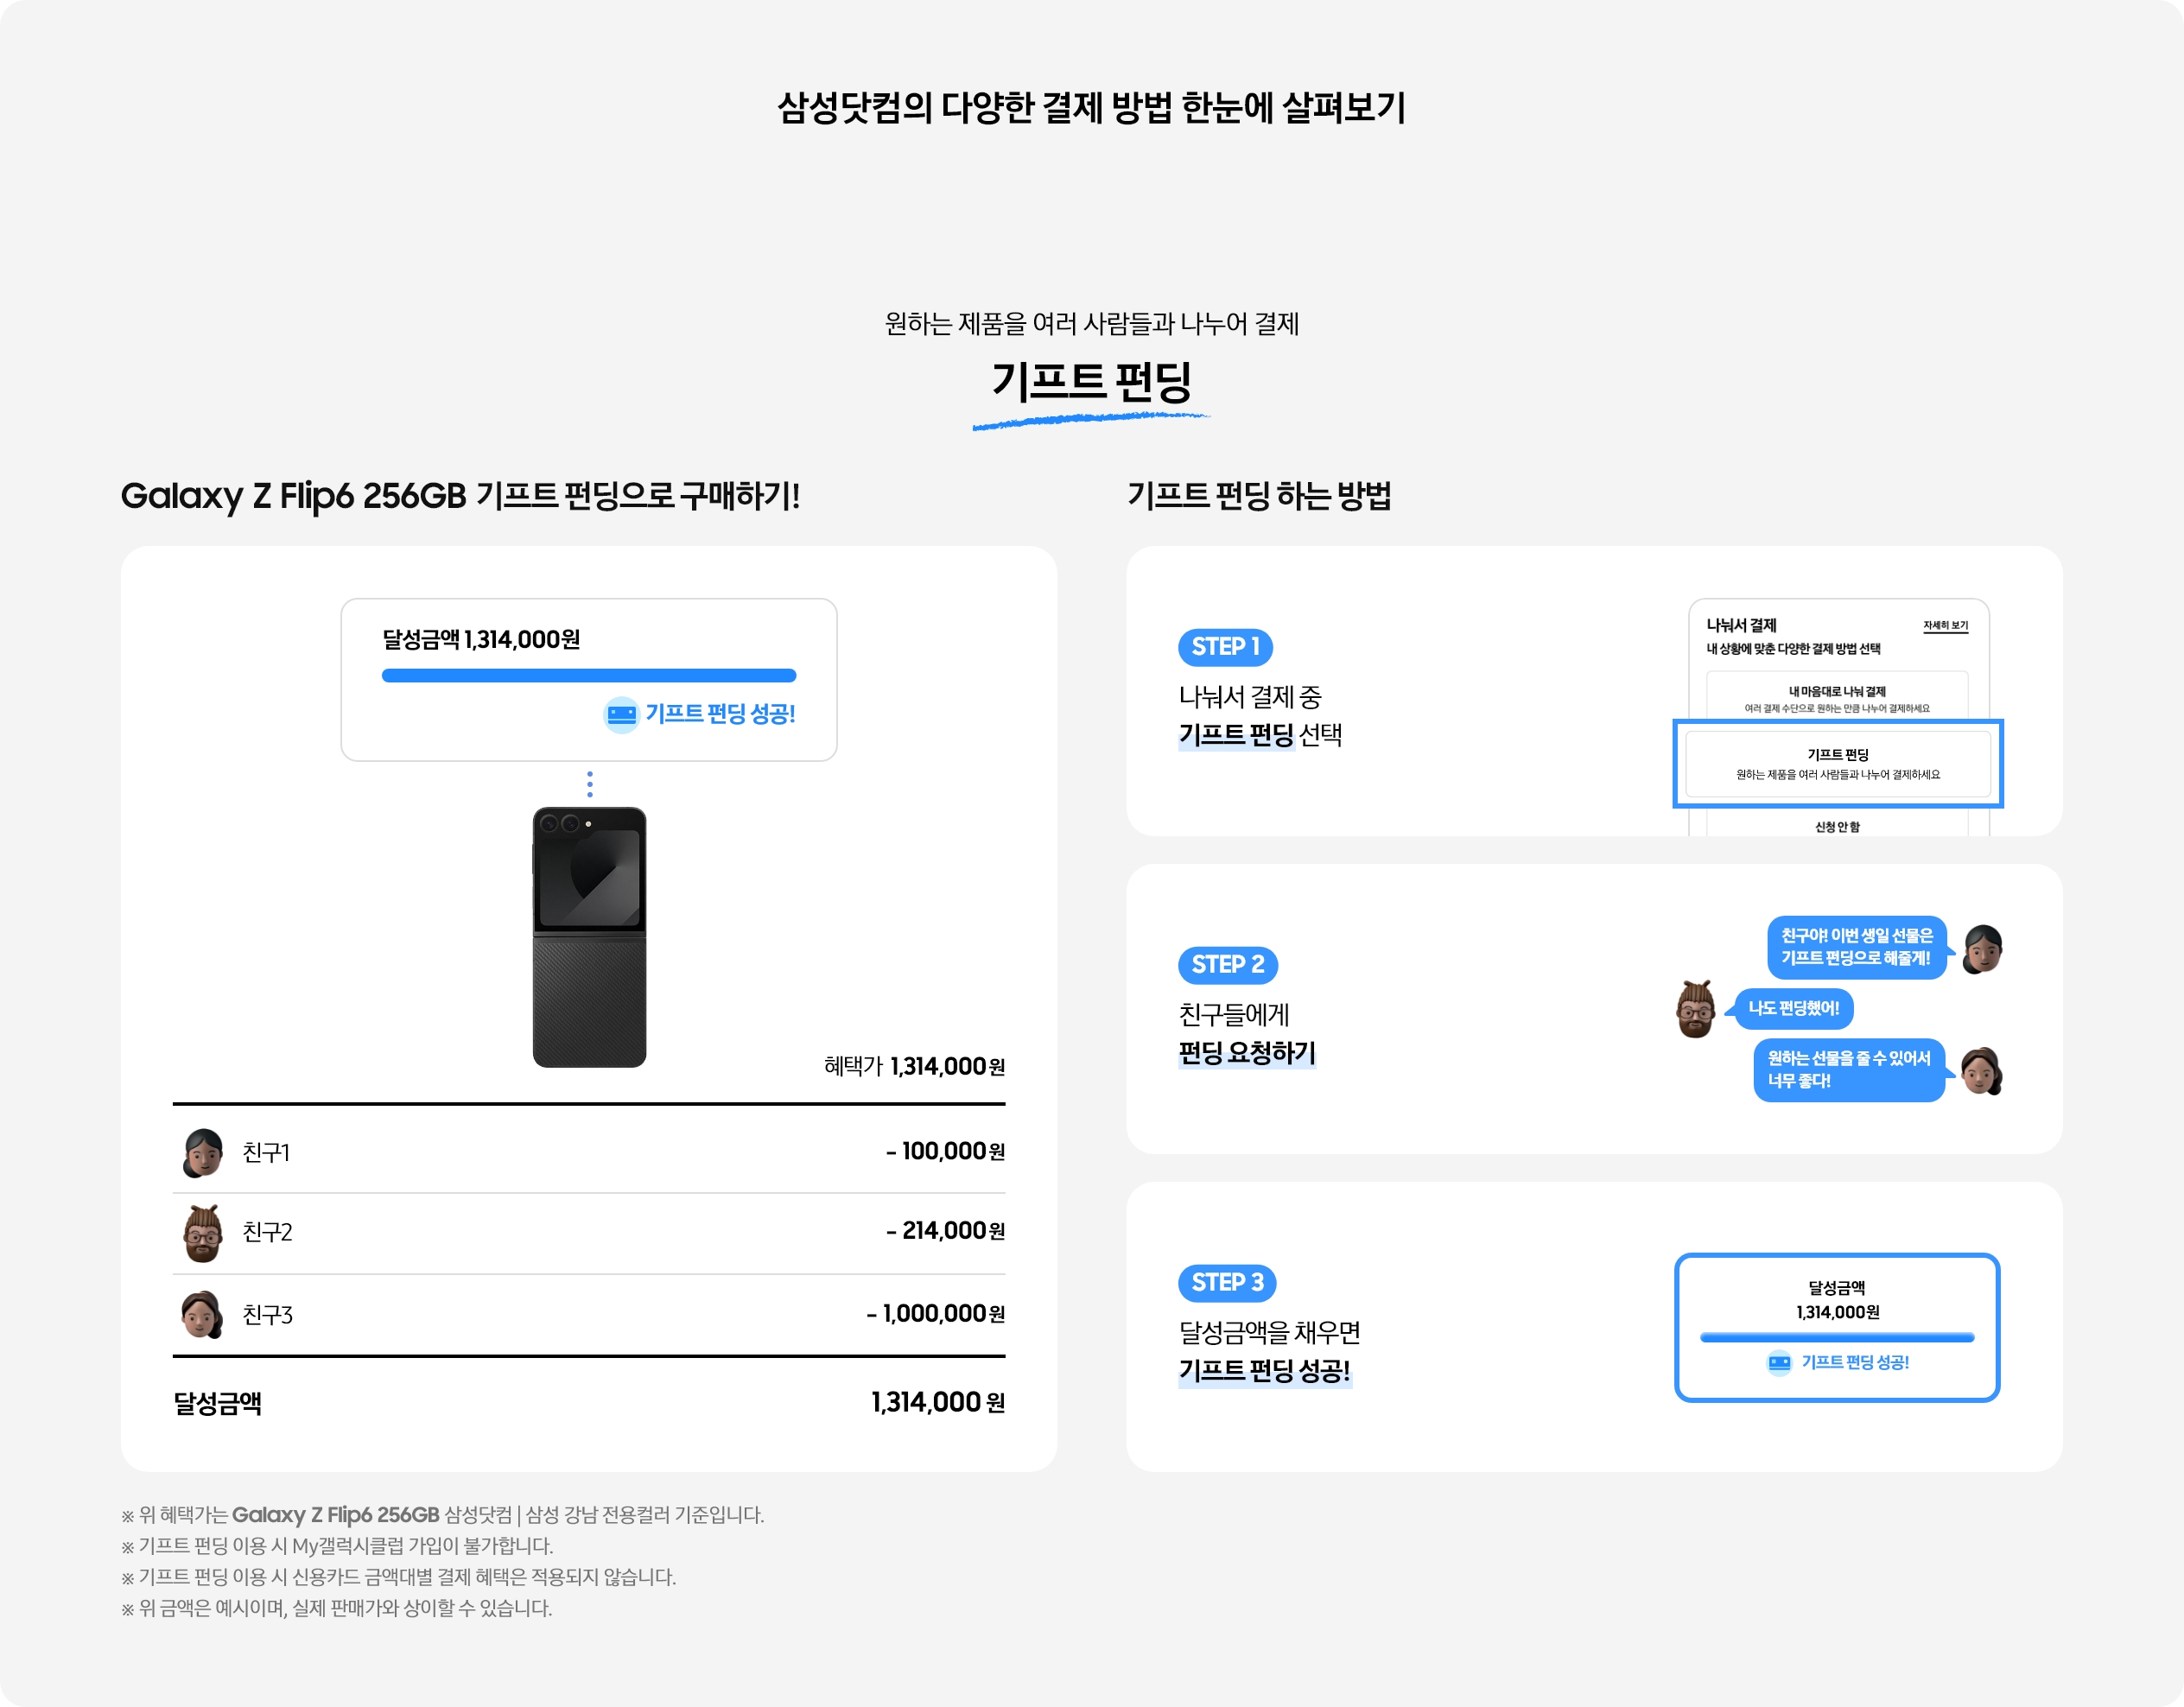 삼성닷컴의 다양한 결제 방법 한눈에 살펴보기
원하는 제품을 여러 사람들과 나누어 결제
기프트 펀딩
Galaxy Z Flip6 256GB 기프트 펀딩으로 구매하기!
달성금액 1,314,000원
기프트 펀딩 성공!
혜택가 1,314,000원
친구1 - 100,000원
친구2 - 214,000원
친구3 - 1,000,000원
달성금액 1,314,000 원
기프트 펀딩 하는 방법
STEP 1
나눠서 결제 중
기프트 펀딩 선택
나눠서 결제 자세히 보기
내 상황에 맞춘 다양한 결제 방법 선택
내 마음대로 나눠 결제
여러 결제 수단으로 원하는 만큼 나누어 결제하세요
기프트 펀딩
원하는 제품을 여러 사람들과 나누어 결제하세요
신청 안 함
STEP 2
친구들에게
펀딩 요청하기
친구야! 이번 생일 선물은
기프트 펀딩으로 해줄게!
나도 펀딩했어!
원하는 선물을 줄 수 있어서
너무 좋다!
STEP 3
달성금액을 채우면
기프트 펀딩 성공!
달성금액
1,314,000원
기프트 펀딩 성공!
※ 위 혜택가는 Galaxy Z Flip6 256GB 삼성닷컴 | 삼성 강남 전용컬러 기준입니다.
※ 기프트 펀딩 이용 시 My갤럭시클럽 가입이 불가합니다.
※ 기프트 펀딩 이용 시 신용카드 금액대별 결제 혜택은 적용되지 않습니다.
※ 위 금액은 예시이며, 실제 판매가와 상이할 수 있습니다.